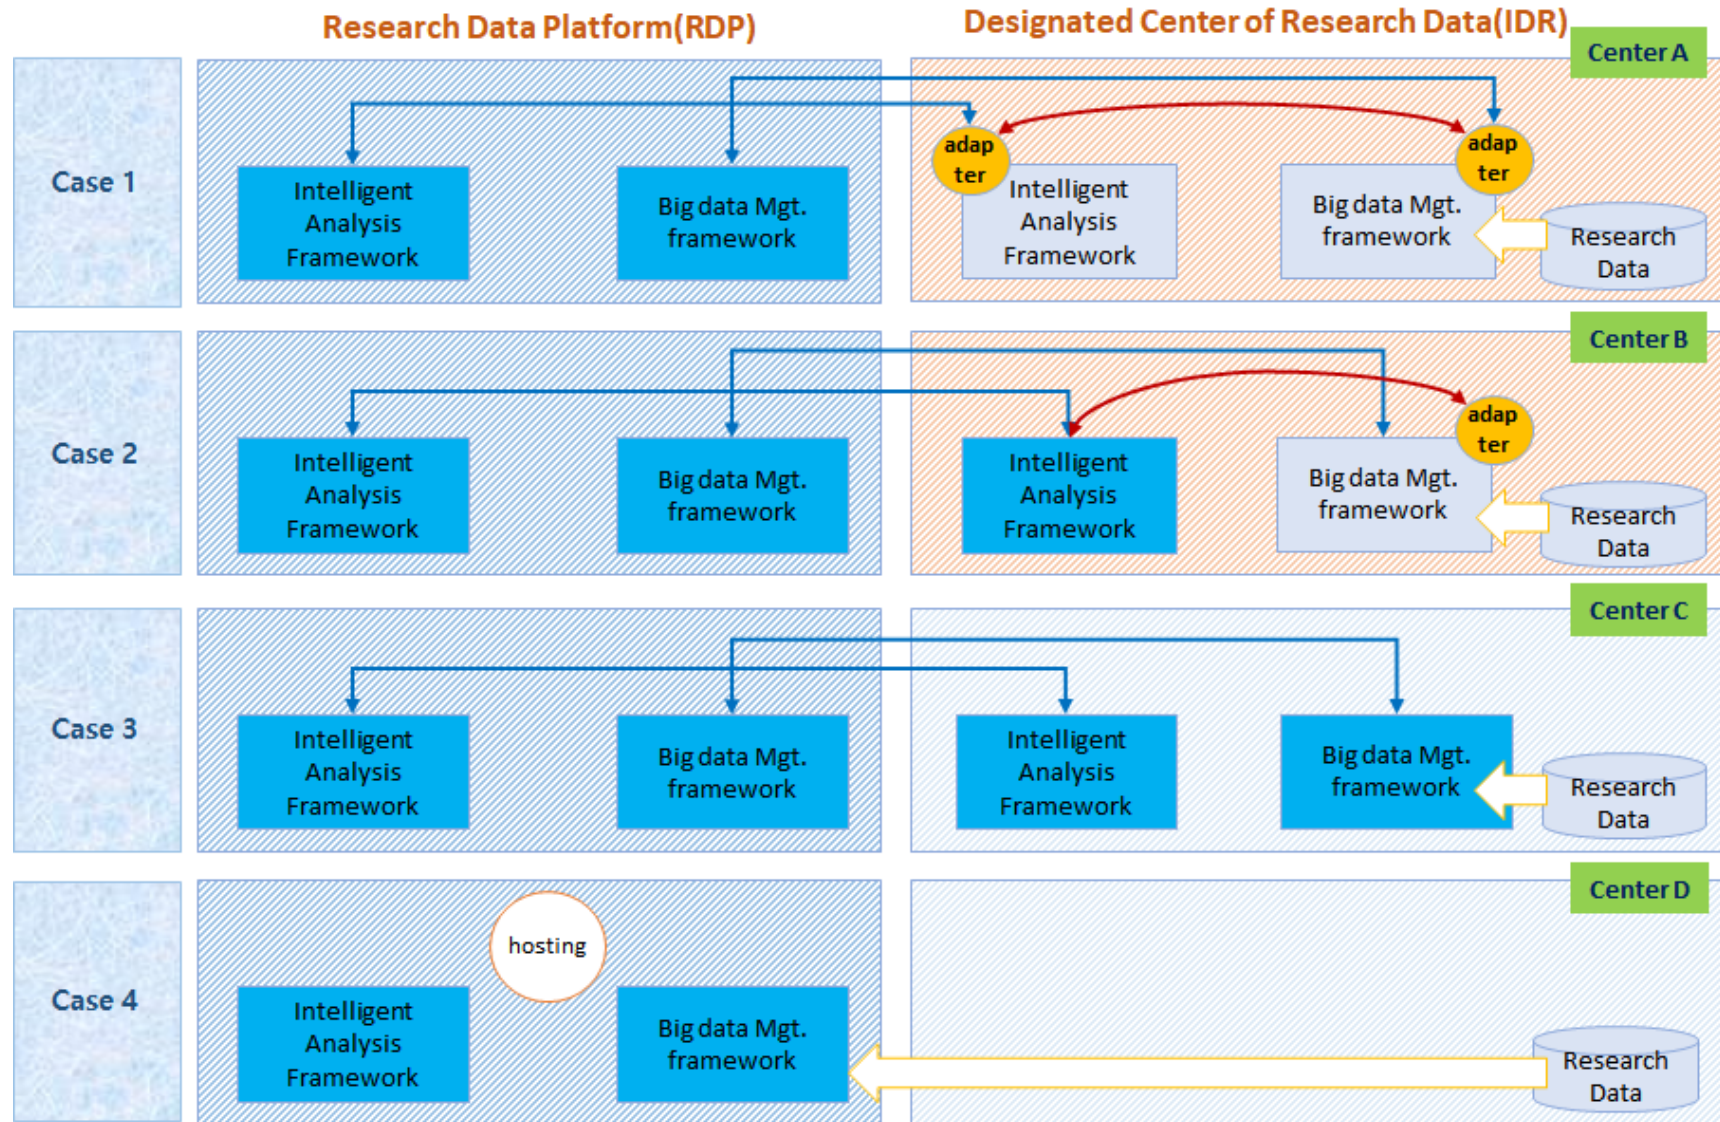 Research Data Platform(RDP)
Designated Center of Research Data(IDR)
Center A
Case 1
Intelligent
Analysis
Framework
Big data Mgt.
framework
adap
ter
Intelligent
Analysis
Framework
adap
ter
Big data Mgt.
framework
Research
Data
Center B
Case 2
Intelligent
Analysis
Framework
Big data Mgt.
framework
Intelligent
Analysis
Framework
adap
ter
Big data Mgt.
framework
Research
Data
Center C
Case 3
Intelligent
Analysis
Framework
Big data Mgt.
framework
Intelligent
Analysis
Framework
Big data Mgt.
framework
Research
Data
Center D
Case 4
hosting
Intelligent
Analysis
Framework
Big data Mgt.
framework
Research
Data